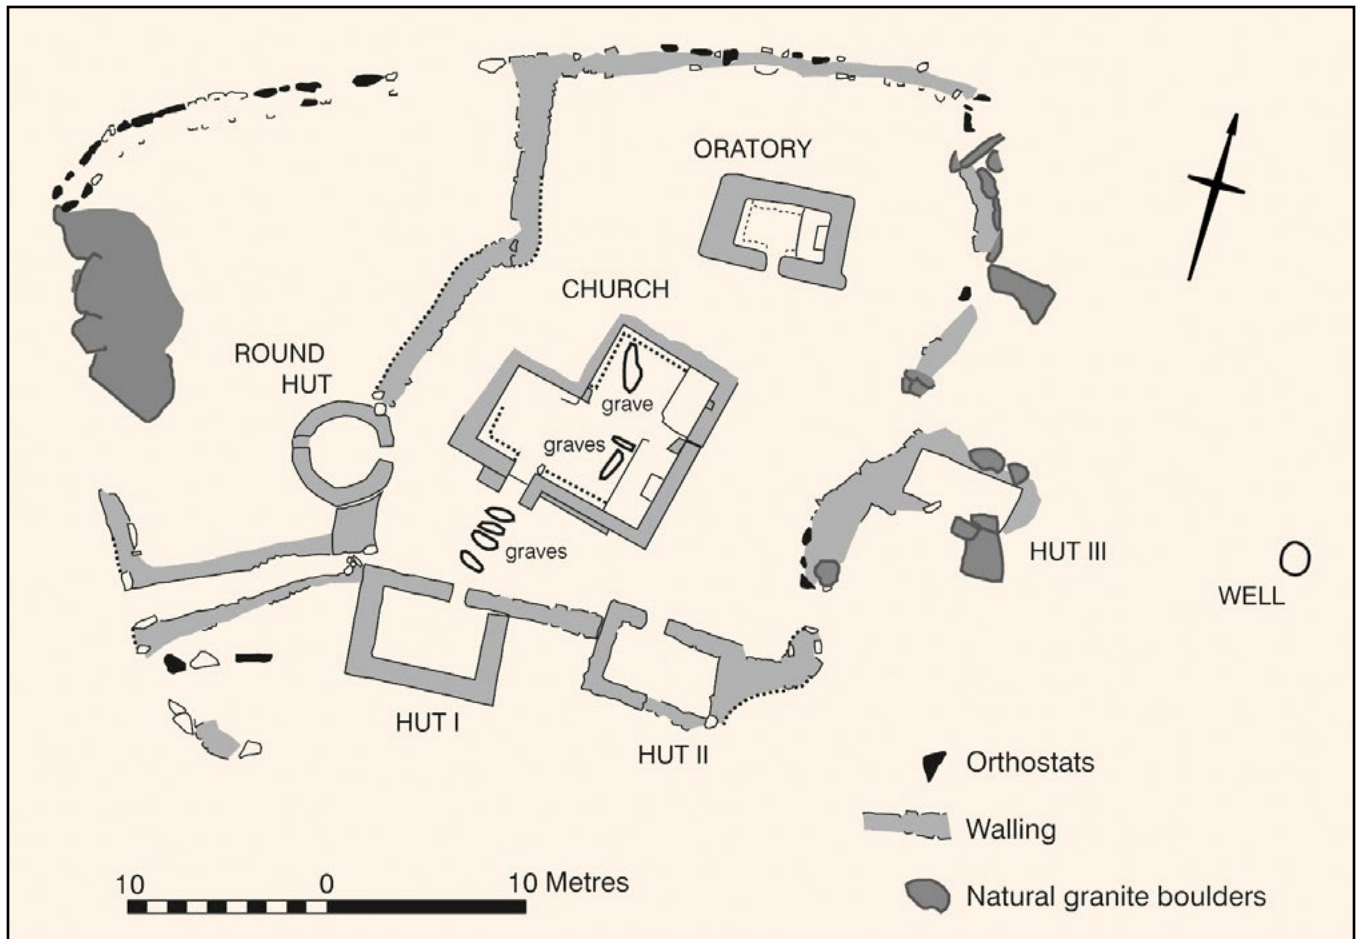 ORATORY
CHURCH
ROUND
HUT
grave
graves
graves
HUT III
WELL
HUT I
HUT II
Orthostats
Walling
Natural granite boulders
10 0 10 Metres